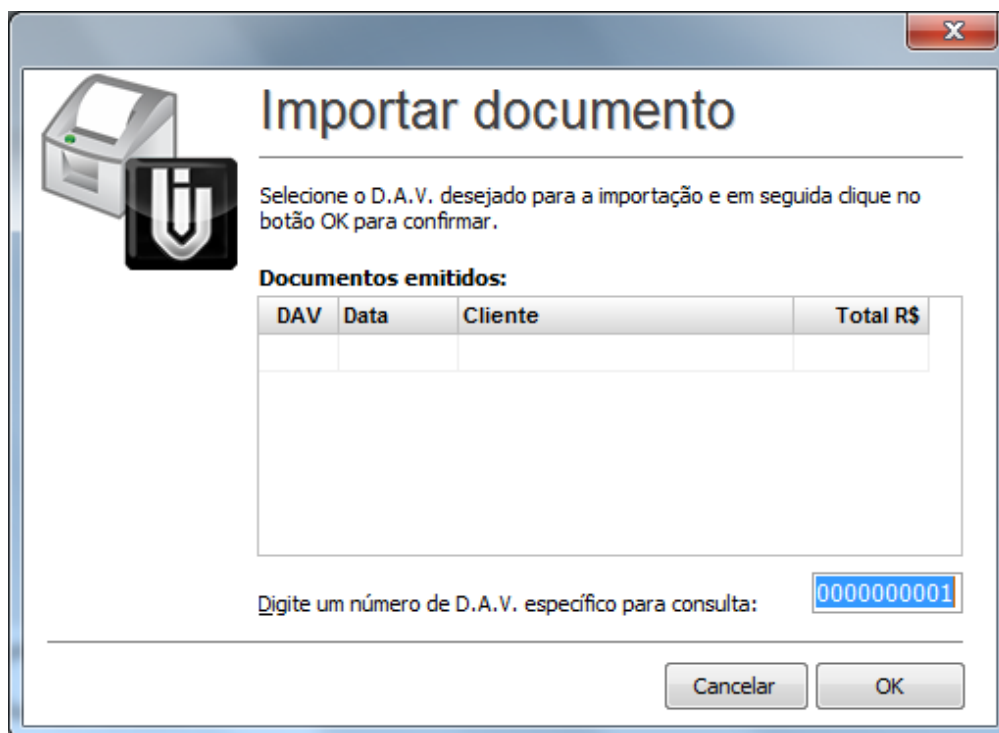 Importar documento
Selecione o D.A.V. desejado para a importação e em seguida clique no
botão OK para confirmar.
Documentos emitidos:
DAV Data Cliente Total R$
Digite um número de D.A.V. específico para consulta: 0000000001
Cancelar OK